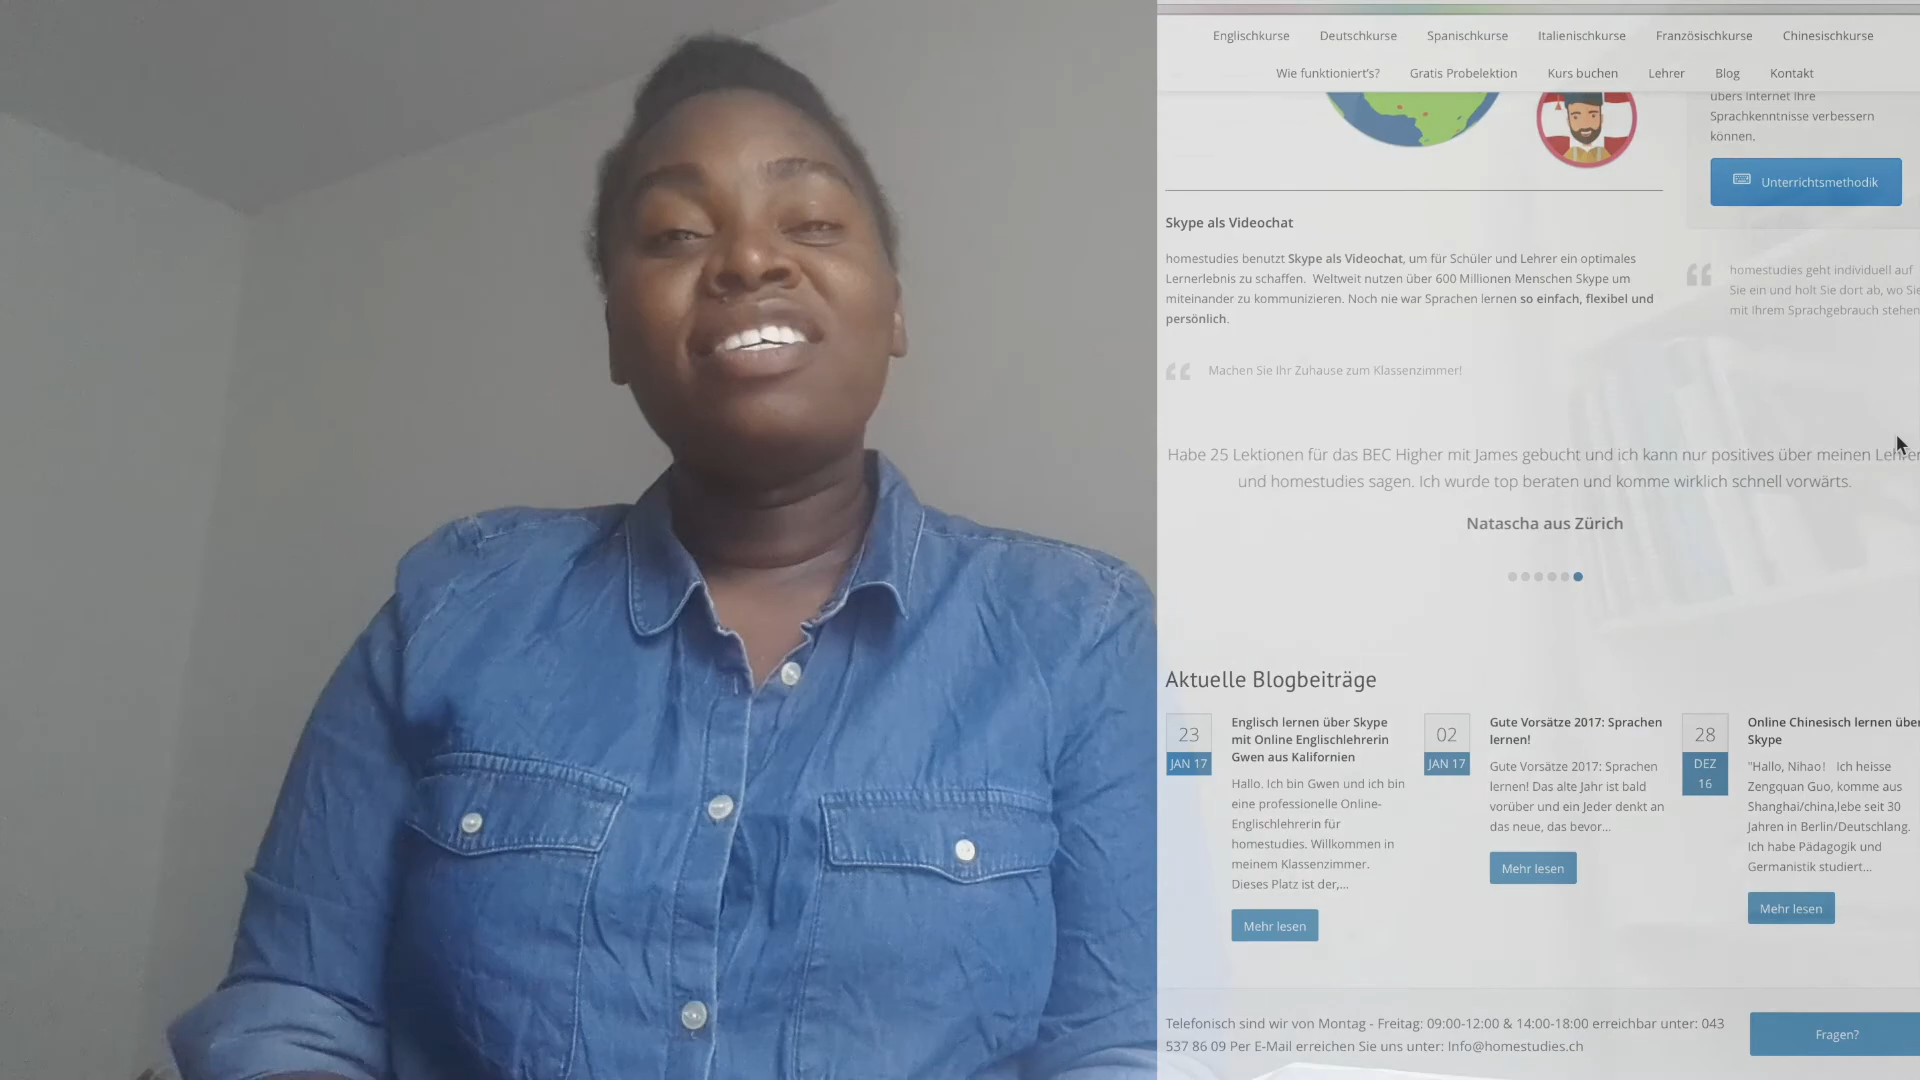 Englischkurse Deutschkurse Spanischkurse Italienischkurse Französischkurse Chinesischkurse
Wie funktioniert's? Gratis Probelektion Kurs buchen Lehrer Blog Kontakt
übers Internet Ihre
Sprachkenntnisse verbessern
können.
Unterrichtsmethodik
Skype als Videochat
homestudies benutzt Skype als Videochat, um für Schüler und Lehrer ein optimales
Lernerlebnis zu schaffen. Weltweit nutzen über 600 Millionen Menschen Skype um
miteinander zu kommunizieren. Noch nie war Sprachen lernen so einfach, flexibel und
persönlich.
homestudies geht individuell auf
Sie ein und holt Sie dort ab, wo Sie
mit Ihrem Sprachgebrauch stehen
Machen Sie Ihr Zuhause zum Klassenzimmer!
Habe 25 Lektionen für das BEC Higher mit James gebucht und ich kann nur positives über meinen Lehrer
und homestudies sagen. Ich wurde top beraten und komme wirklich schnell vorwärts.
Natascha aus Zürich
Aktuelle Blogbeiträge
23
JAN 17
Englisch lernen über Skype
mit Online Englischlehrerin
Gwen aus Kalifornien
Hallo. Ich bin Gwen und ich bin
eine professionelle Online-
Englischlehrerin für
homestudies. Willkommen in
meinem Klassenzimmer.
Dieses Platz ist der,...
Mehr lesen
02
JAN 17
Gute Vorsätze 2017: Sprachen
lernen!
Gute Vorsätze 2017: Sprachen
lernen! Das alte Jahr ist bald
vorüber und ein Jeder denkt an
das neue, das bevor...
Mehr lesen
28
DEZ
16
Online Chinesisch lernen über
Skype
"Hallo, Nihao! Ich heisse
Zengquan Guo, komme aus
Shanghai/china,lebe seit 30
Jahren in Berlin/Deutschlang.
Ich habe Pädagogik und
Germanistik studiert...
Mehr lesen
Telefonisch sind wir von Montag - Freitag: 09:00-12:00 & 14:00-18:00 erreichbar unter: 043
537 86 09 Per E-Mail erreichen Sie uns unter: Info@homestudies.ch
Fragen?